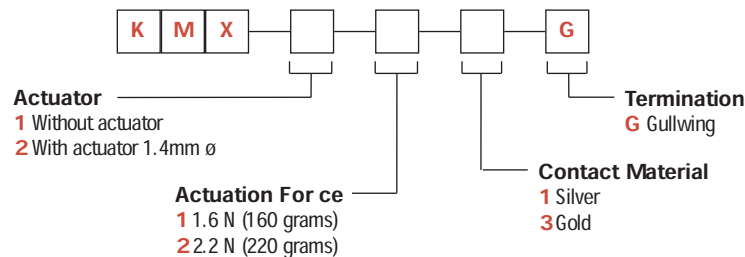 K M X G
Actuator
1 Without actuator
2 With actuator 1.4mm ø
Termination
G Gullwing
Actuation For ce
1 1.6 N (160 grams)
2 2.2 N (220 grams)
Contact Material
1 Silver
3 Gold